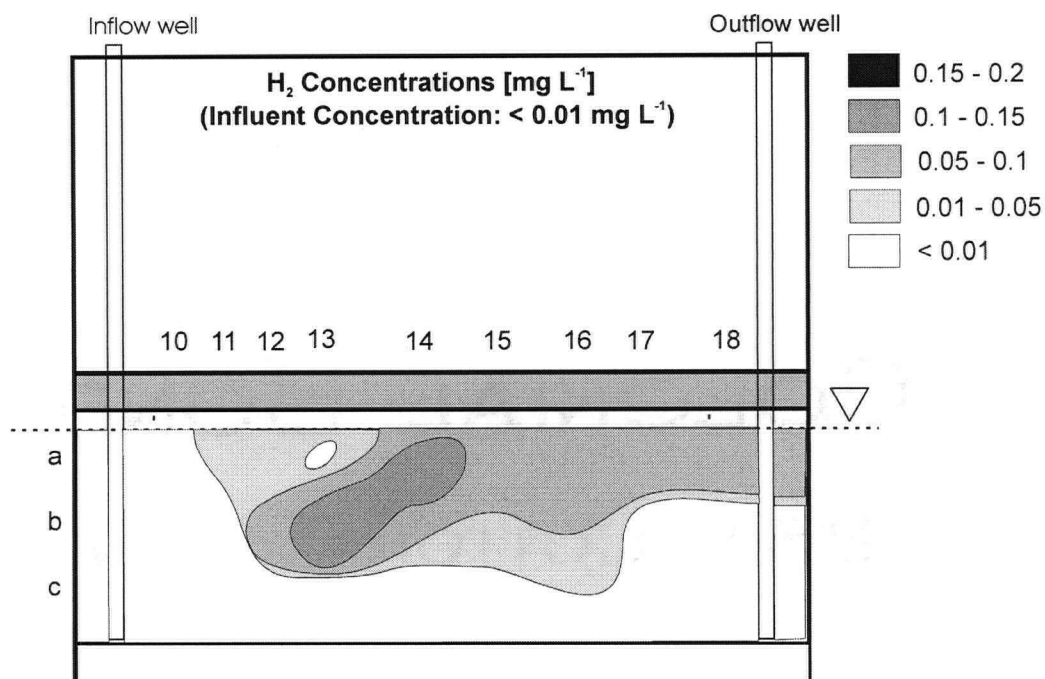 Inflow well
Outflow well
H₂ Concentrations [mg L⁻¹]
(Influent Concentration: < 0.01 mg L⁻¹)
0.15 - 0.2
0.1 - 0.15
0.05 - 0.1
0.01 - 0.05
< 0.01
10 11 12 13 14 15 16 17 18
a
b
c